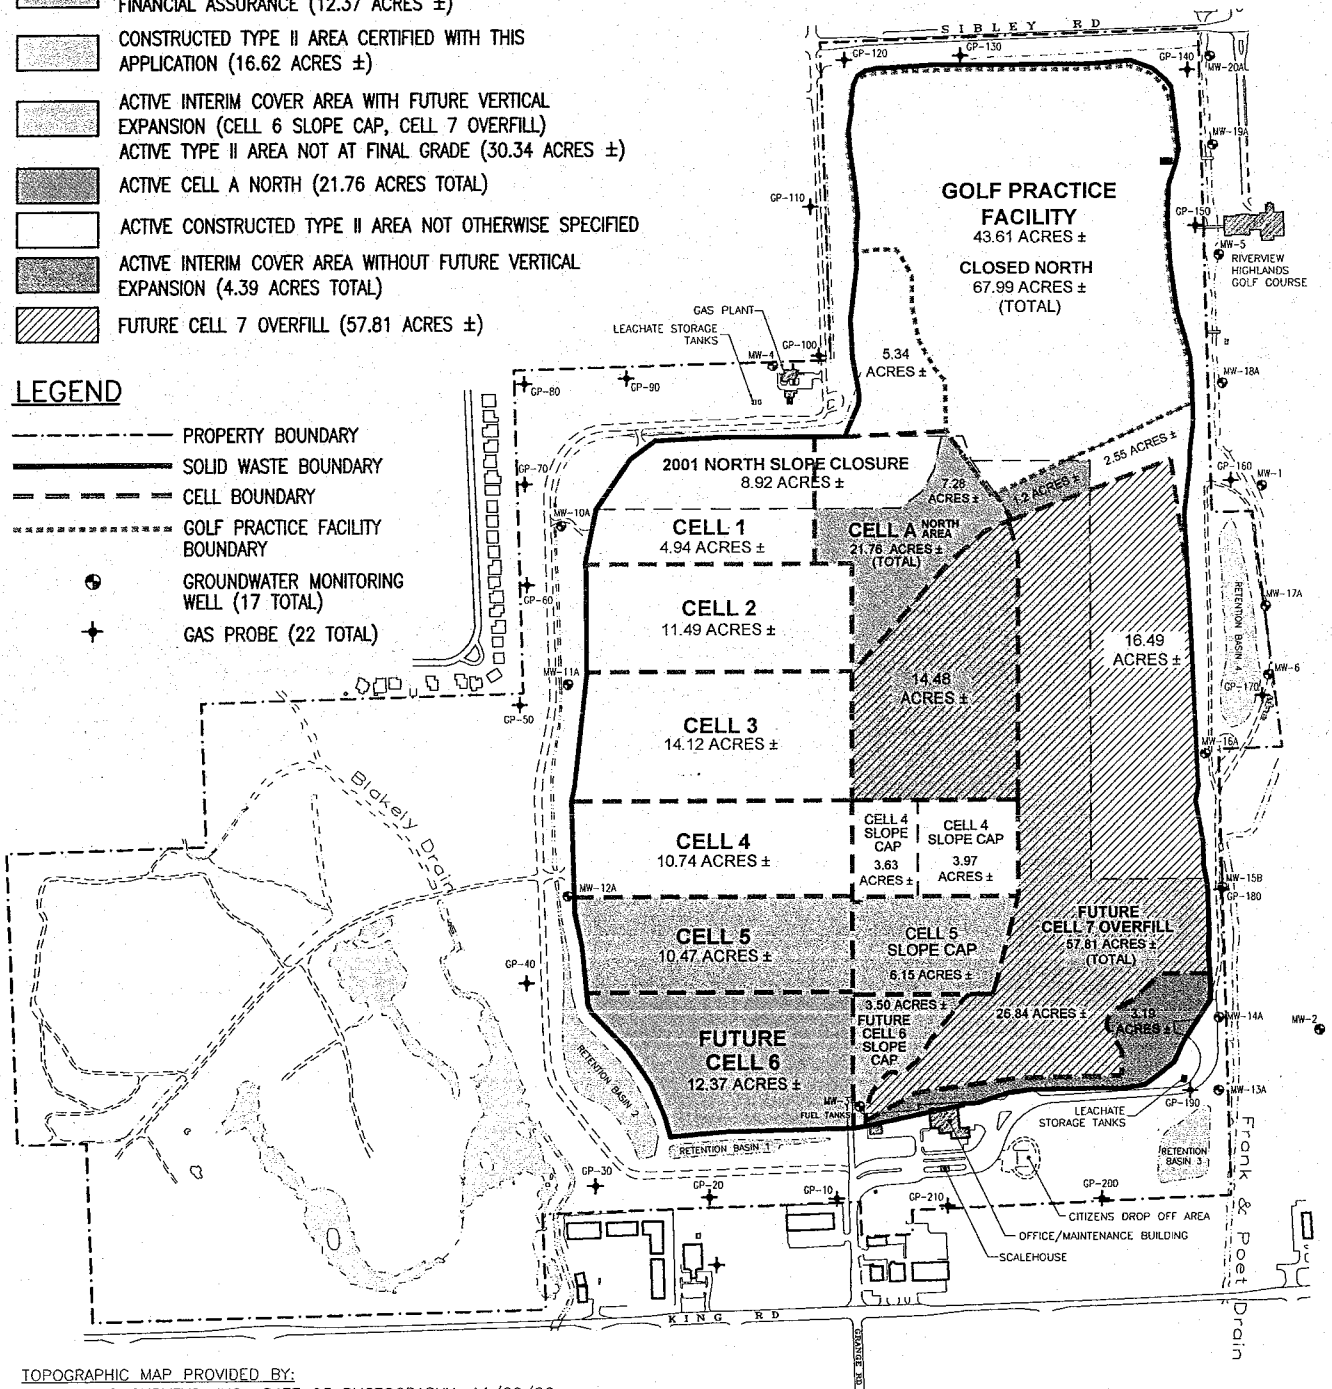 FINANCIAL ASSURANCE (12.37 ACRES ±)
CONSTRUCTED TYPE II AREA CERTIFIED WITH THIS
APPLICATION (16.62 ACRES ±)
ACTIVE INTERIM COVER AREA WITH FUTURE VERTICAL
EXPANSION (CELL 6 SLOPE CAP, CELL 7 OVERFILL)
ACTIVE TYPE II AREA NOT AT FINAL GRADE (30.34 ACRES ±)
ACTIVE CELL A NORTH (21.76 ACRES TOTAL)
ACTIVE CONSTRUCTED TYPE II AREA NOT OTHERWISE SPECIFIED
ACTIVE INTERIM COVER AREA WITHOUT FUTURE VERTICAL
EXPANSION (4.39 ACRES TOTAL)
FUTURE CELL 7 OVERFILL (57.81 ACRES ±)
LEGEND
PROPERTY BOUNDARY
SOLID WASTE BOUNDARY
CELL BOUNDARY
GOLF PRACTICE FACILITY
BOUNDARY
GROUNDWATER MONITORING
WELL (17 TOTAL)
GAS PROBE (22 TOTAL)
SIBLEY RD
GP-120
GP-130
GP-140
MW-20A
MW-19A
GP-110
GOLF PRACTICE
FACILITY
43.61 ACRES ±
CLOSED NORTH
67.99 ACRES ±
(TOTAL)
GP-150
MW-5
RIVERVIEW
HIGHLANDS
GOLF COURSE
GAS PLANT
LEACHATE STORAGE
TANKS
MW-4
GP-100
5.34
ACRES ±
MW-18A
GP-80
GP-90
2.55 ACRES ±
GP-70
GP-160
MW-1
2001 NORTH SLOPE CLOSURE
8.92 ACRES ±
7.28
ACRES ±
1.2 ACRES ±
MW-10A
CELL 1
4.94 ACRES ±
CELL A NORTH
AREA
21.76 ACRES ±
(TOTAL)
GP-60
CELL 2
11.49 ACRES ±
RETENTION BASIN 4
MW-17A
16.49
ACRES ±
MW-11A
14.48
ACRES ±
MW-6
GP-170
GP-50
CELL 3
14.12 ACRES ±
MW-16A
Blakely Drain
CELL 4
10.74 ACRES ±
CELL 4
SLOPE
CAP
3.63
ACRES ±
CELL 4
SLOPE CAP
3.97
ACRES ±
MW-12A
MW-15B
GP-180
CELL 5
10.47 ACRES ±
CELL 5
SLOPE CAP
6.15 ACRES ±
FUTURE
CELL 7 OVERFILL
57.81 ACRES ±
(TOTAL)
GP-40
3.50 ACRES ±
FUTURE
CELL 6
SLOPE
CAP
26.84 ACRES ±
3.19
ACRES ±
MW-14A
MW-2
FUTURE
CELL 6
12.37 ACRES ±
RETENTION BASIN 2
MW-3
FUEL TANKS
MW-13A
GP-190
LEACHATE
STORAGE TANKS
RETENTION BASIN 1
RETENTION
BASIN 3
GP-30
GP-20
GP-10
GP-210
GP-200
CITIZENS DROP OFF AREA
OFFICE/MAINTENANCE BUILDING
SCALEHOUSE
Frank & Poet Drain
KING RD
GRANGE RD
TOPOGRAPHIC MAP PROVIDED BY: